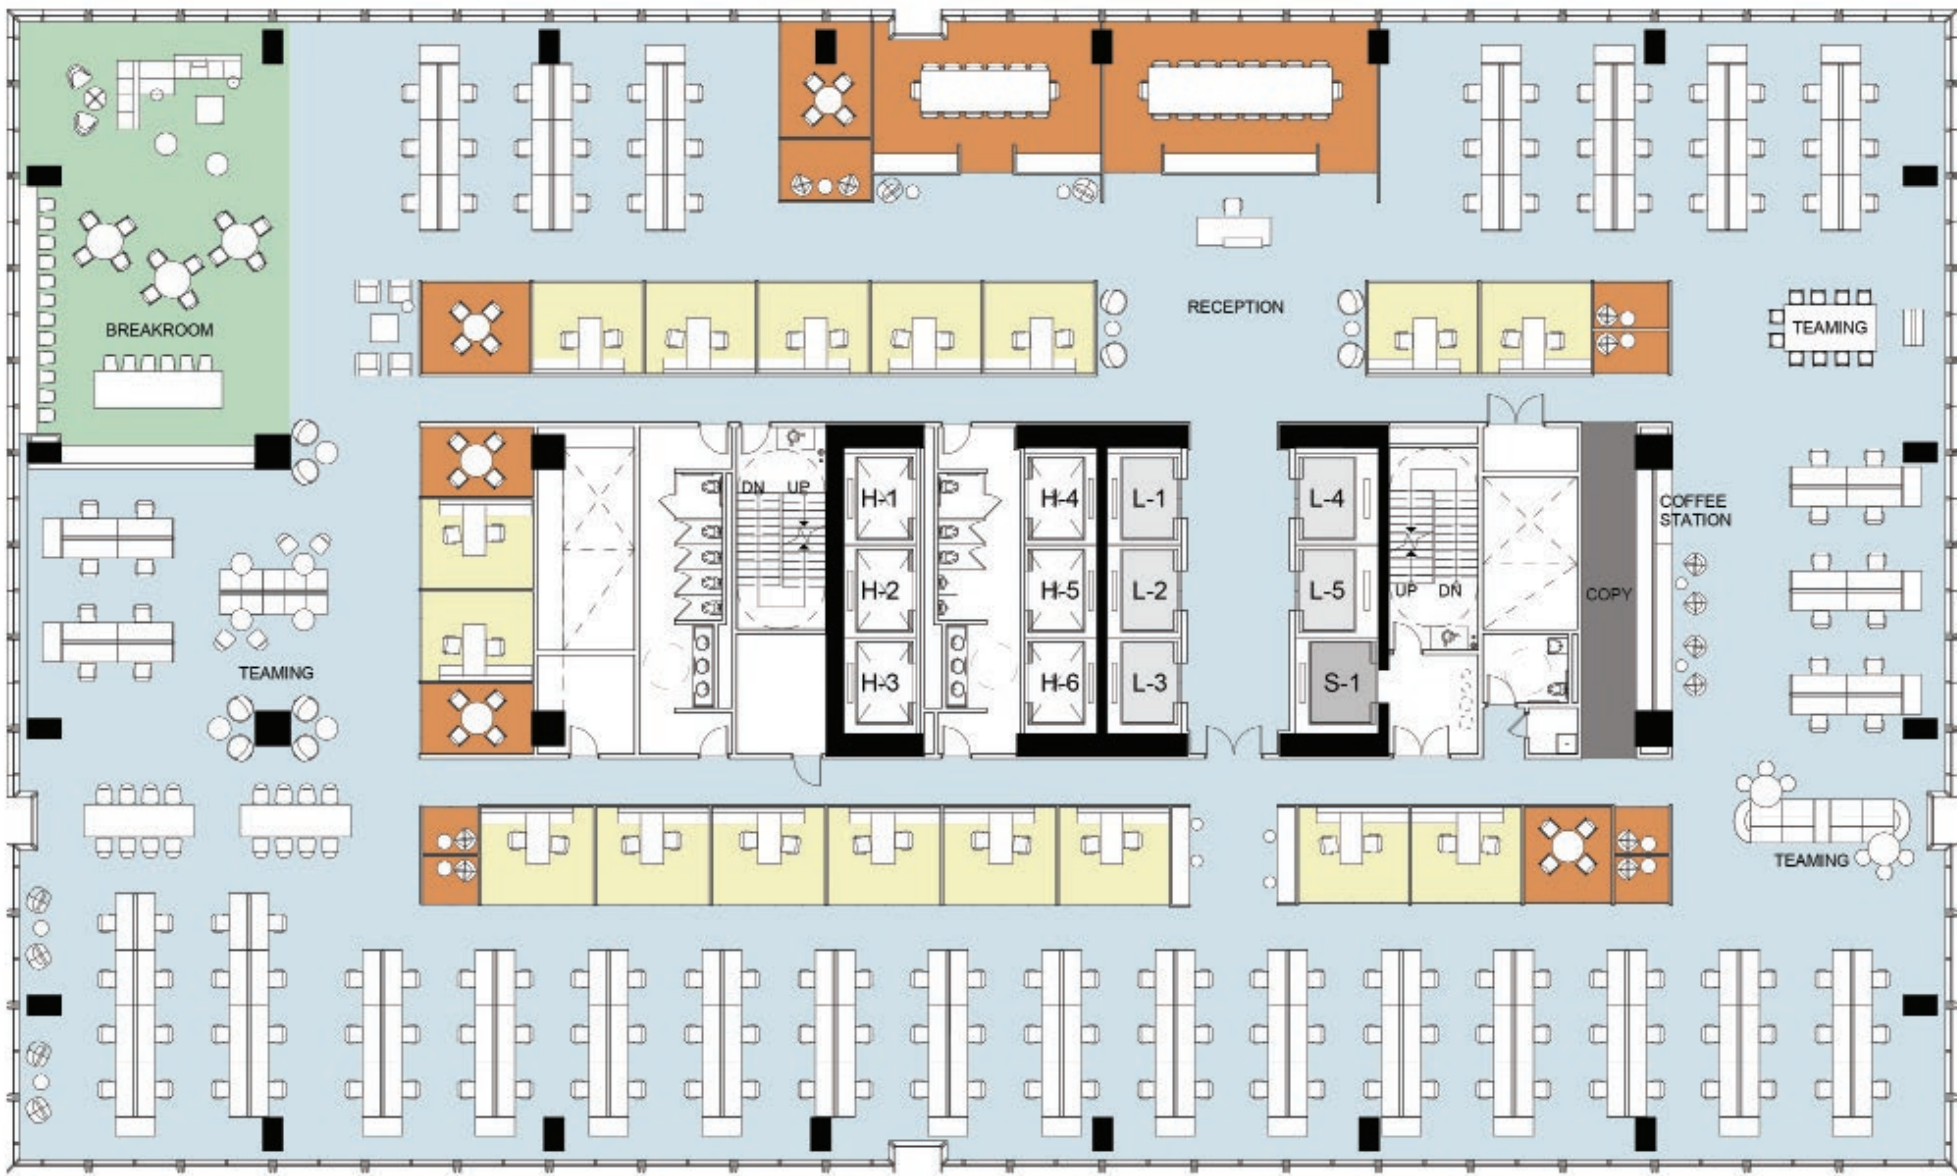 BREAKROOM
RECEPTION
TEAMING
DN UP
H-1
H-4
L-1
L-4
COFFEE
STATION
H-2
H-5
L-2
L-5
UP DN
COPY
TEAMING
H-3
H-6
L-3
S-1
TEAMING